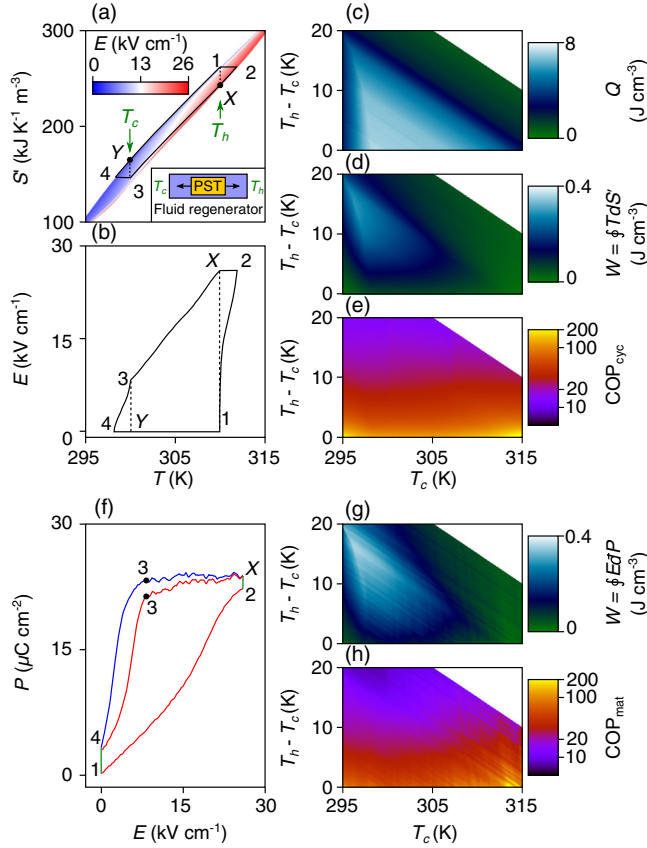 (a)
E (kV cm⁻¹)
0 13 26
1
2
X
T_c
T_h
Y
4
3
T_c PST T_h
Fluid regenerator
S′ (kJ K⁻¹ m⁻³)
300
200
100
(b)
X
2
3
4
Y
1
E (kV cm⁻¹)
30
15
0
295 305 315
T (K)
(c)
T_h - T_c (K)
20
10
0
8
0
Q
(J cm⁻³)
(d)
T_h - T_c (K)
20
10
0
0.4
0
W = ∮TdS′
(J cm⁻³)
(e)
T_h - T_c (K)
20
10
0
200
100
20
10
COP_cyc
295 305 315
T_c (K)
(f)
P (µC cm⁻²)
30
15
0
3
3
X
2
4
1
0 15 30
E (kV cm⁻¹)
(g)
T_h - T_c (K)
20
10
0
0.4
0
W = ∮EdP
(J cm⁻³)
(h)
T_h - T_c (K)
20
10
0
200
100
20
10
COP_mat
295 305 315
T_c (K)